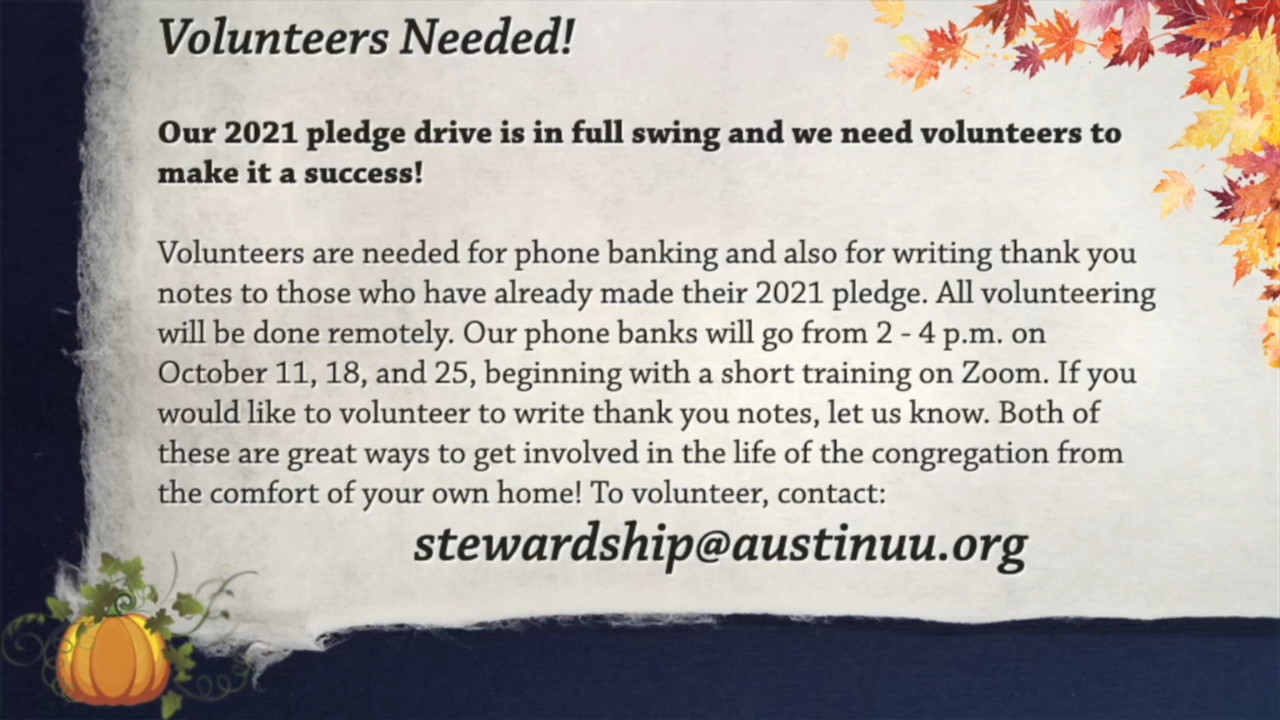 Volunteers Needed!
Our 2021 pledge drive is in full swing and we need volunteers to
make it a success!
Volunteers are needed for phone banking and also for writing thank you
notes to those who have already made their 2021 pledge. All volunteering
will be done remotely. Our phone banks will go from 2 - 4 p.m. on
October 11, 18, and 25, beginning with a short training on Zoom. If you
would like to volunteer to write thank you notes, let us know. Both of
these are great ways to get involved in the life of the congregation from
the comfort of your own home! To volunteer, contact:
stewardship@austinuu.org